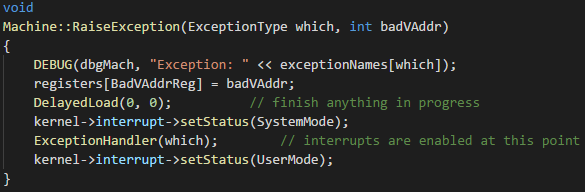 void
Machine::RaiseException(ExceptionType which, int badVAddr)
{
    DEBUG(dbgMach, "Exception: " << exceptionNames[which]);
    registers[BadVAddrReg] = badVAddr;
    DelayedLoad(0, 0);          // finish anything in progress
    kernel->interrupt->setStatus(SystemMode);
    ExceptionHandler(which);       // interrupts are enabled at this point
    kernel->interrupt->setStatus(UserMode);
}